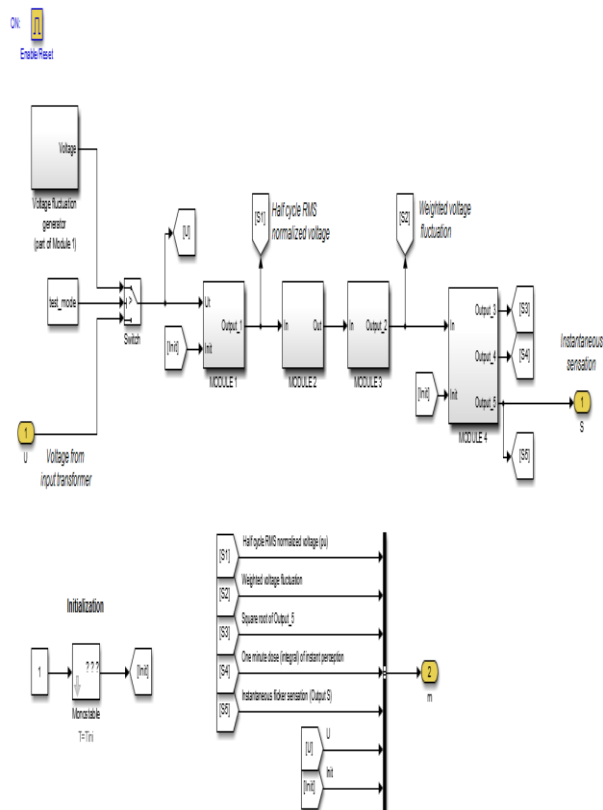 ON:
Enable/Reset
Voltage
Voltage fluctuation
generator
(part of Module 1)
test_mode
>
Switch
1
U
Voltage from
input transformer
[U]
[Init]
Ut
Init
Output_1
MODULE 1
[S1]
Half cycle RMS
normalized voltage
In
Out
MODULE 2
In
Output_2
MODULE 3
[S2]
Weighted voltage
fluctuation
[Init]
In
Init
Output_3
Output_4
Output_5
MODULE 4
[S3]
[S4]
[S5]
Instantaneous
sensation
1
S
Initialization
1
? ? ?
Monostable
T=Tini
[Init]
[S1]
Half cycle RMS normalized voltage (pu)
[S2]
Weighted voltage fluctuation
[S3]
Square root of Output_5
[S4]
One minute dose (integral) of instant perception
[S5]
Instantaneous flicker sensation (Output S)
[U]
U
[Init]
Init
2
m